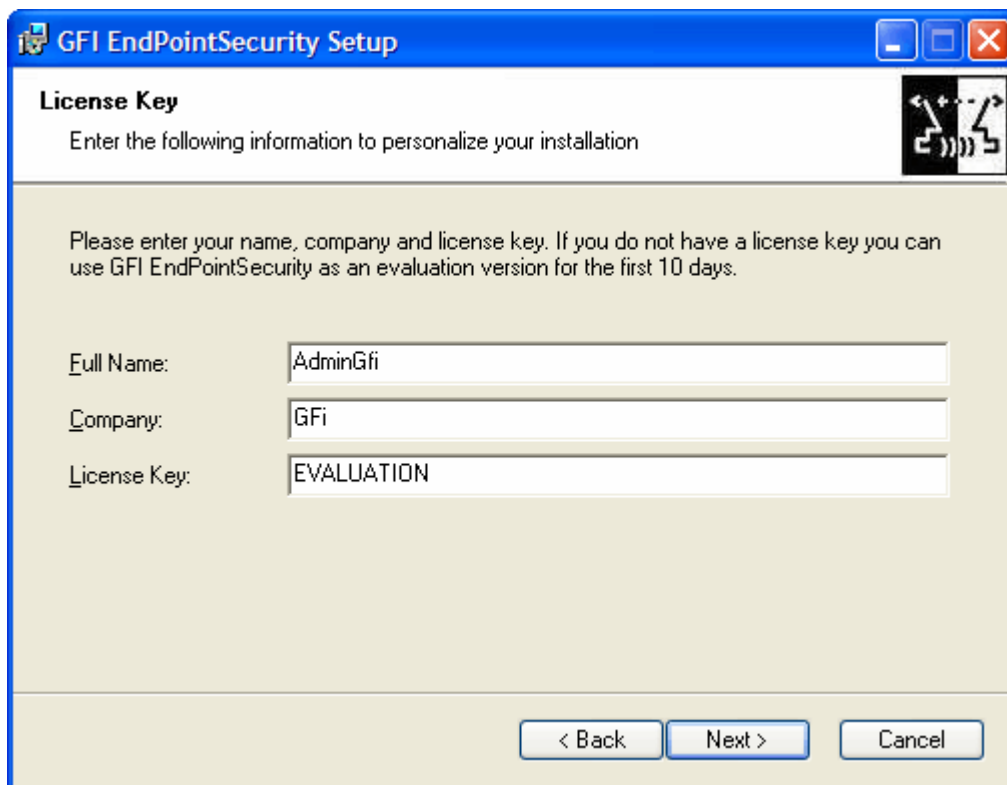 GFI EndPointSecurity Setup
License Key
Enter the following information to personalize your installation
Please enter your name, company and license key. If you do not have a license key you can
use GFI EndPointSecurity as an evaluation version for the first 10 days.
Full Name: AdminGfi
Company: GFi
License Key: EVALUATION
< Back Next > Cancel